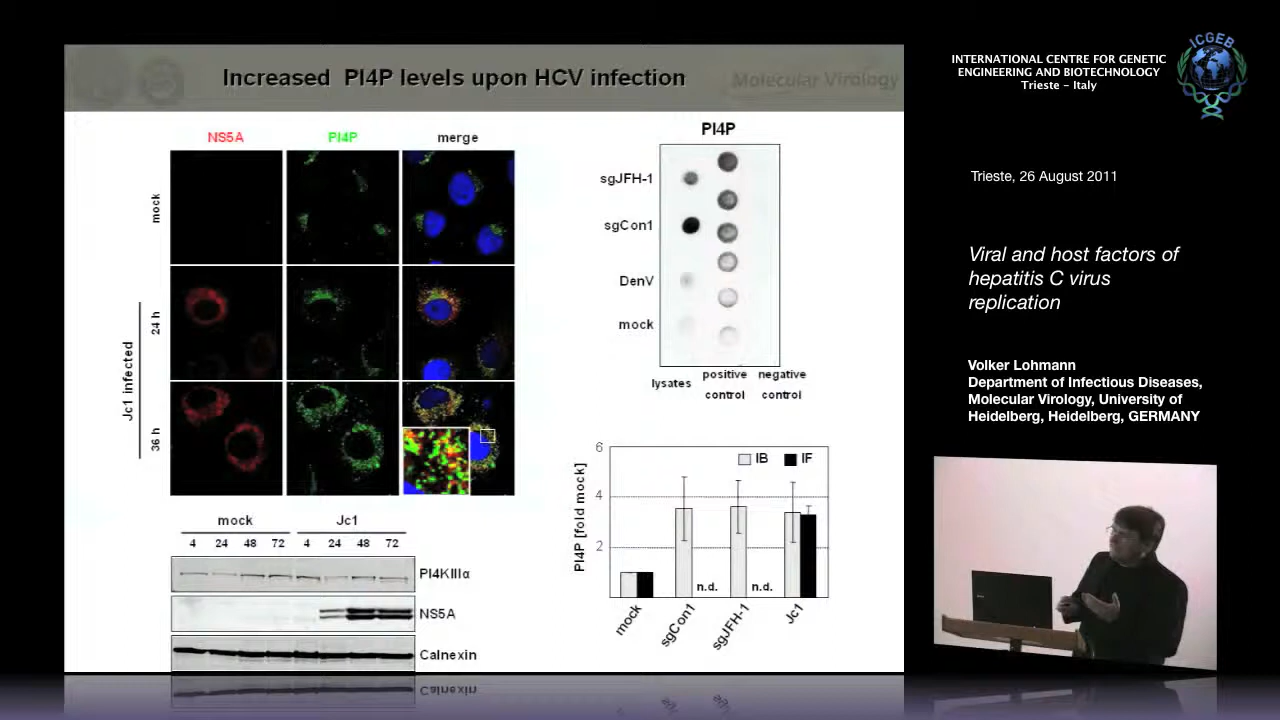 Increased PI4P levels upon HCV infection
Molecular Virology
NS5A
PI4P
merge
mock
24 h
36 h
Jc1 infected
PI4P
sgJFH-1
sgCon1
DenV
mock
lysates
positive
control
negative
control
mock
Jc1
4 24 48 72 4 24 48 72
PI4KIIIα
NS5A
Calnexin
PI4P [fold mock]
6
4
2
IB
IF
n.d.
n.d.
mock
sgCon1
sgJFH-1
Jc1
ICGEB
INTERNATIONAL CENTRE FOR GENETIC
ENGINEERING AND BIOTECHNOLOGY
Trieste - Italy
Trieste, 26 August 2011
Viral and host factors of
hepatitis C virus
replication
Volker Lohmann
Department of Infectious Diseases,
Molecular Virology, University of
Heidelberg, Heidelberg, GERMANY